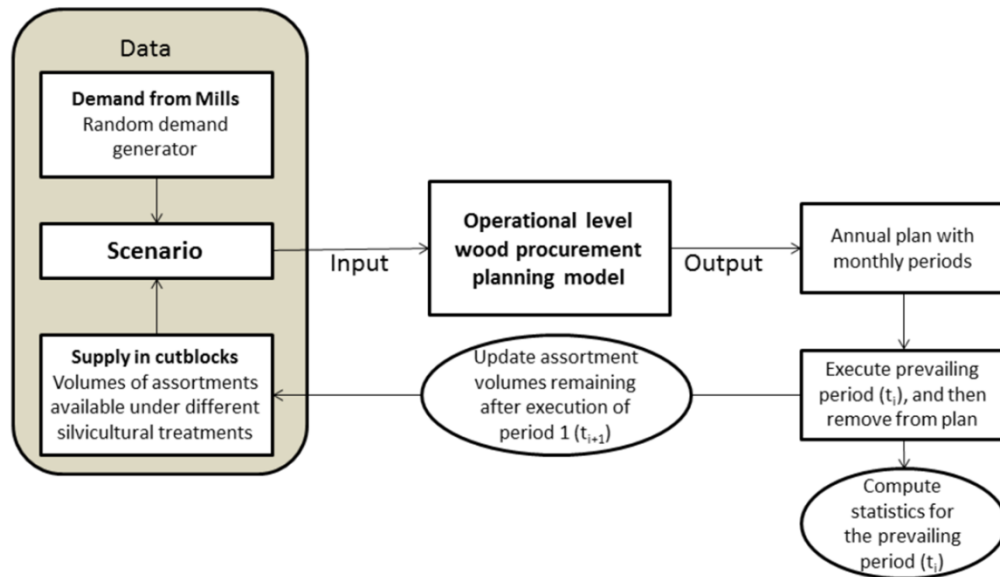 Data
Demand from Mills
Random demand
generator
Scenario
Supply in cutblocks
Volumes of assortments
available under different
silvicultural treatments
Input
Operational level
wood procurement
planning model
Output
Annual plan with
monthly periods
Execute prevailing
period (tᵢ), and then
remove from plan
Update assortment
volumes remaining
after execution of
period 1 (tᵢ₊₁)
Compute
statistics for
the prevailing
period (tᵢ)